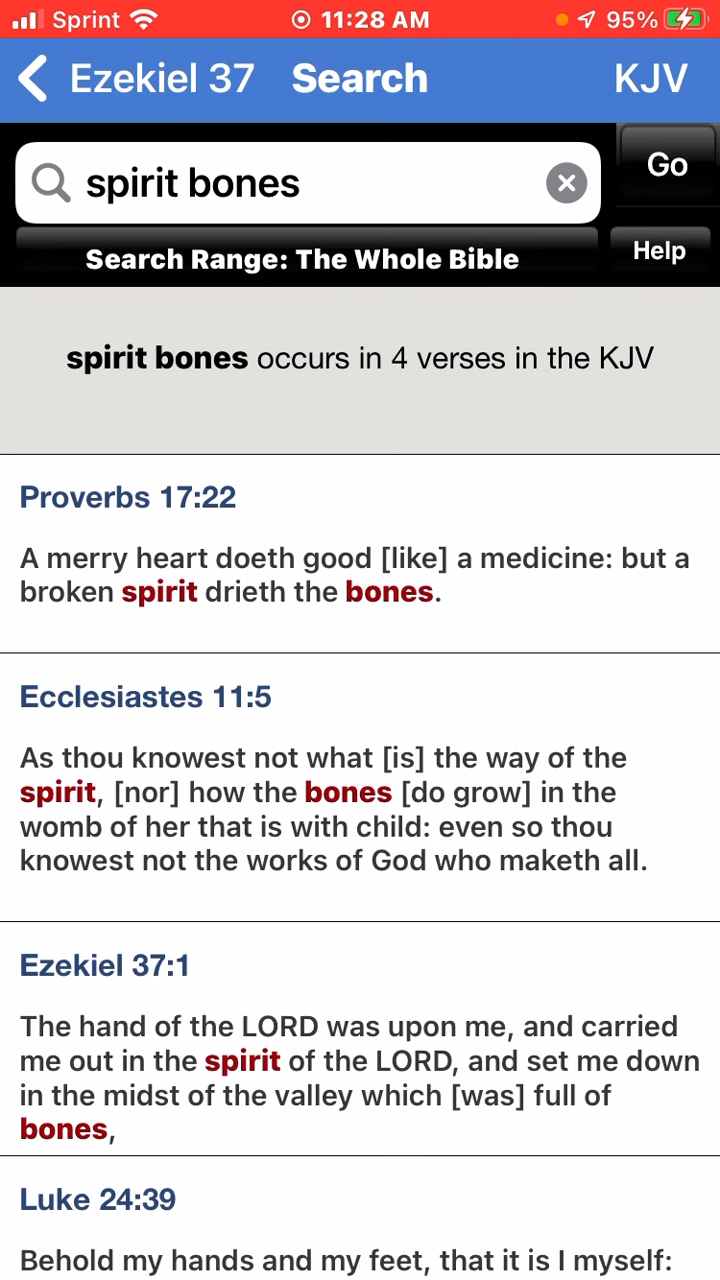 Sprint 11:28 AM 95%
Ezekiel 37 Search KJV
spirit bones Go
Search Range: The Whole Bible Help
spirit bones occurs in 4 verses in the KJV
Proverbs 17:22
A merry heart doeth good [like] a medicine: but a
broken spirit drieth the bones.
Ecclesiastes 11:5
As thou knowest not what [is] the way of the
spirit, [nor] how the bones [do grow] in the
womb of her that is with child: even so thou
knowest not the works of God who maketh all.
Ezekiel 37:1
The hand of the LORD was upon me, and carried
me out in the spirit of the LORD, and set me down
in the midst of the valley which [was] full of
bones,
Luke 24:39
Behold my hands and my feet, that it is I myself: